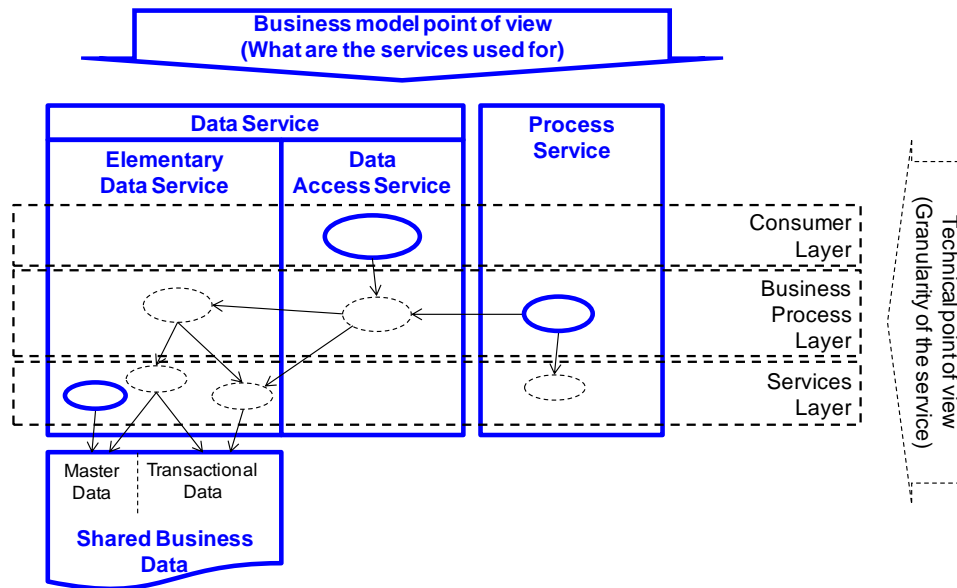 Business model point of view
(What are the services used for)
Data Service
Process
Service
Elementary
Data Service
Data
Access Service
Consumer
Layer
Business
Process
Layer
Services
Layer
Technical point of view
(Granularity of the service)
Master
Data
Transactional
Data
Shared Business
Data